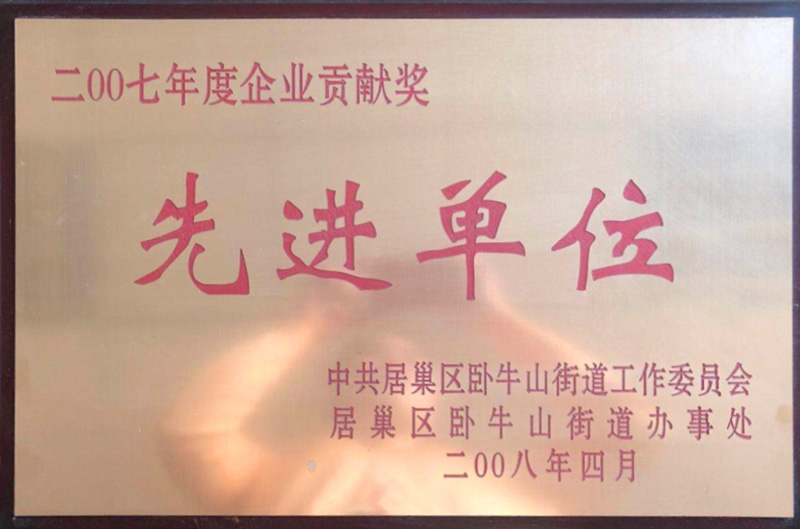 二00七年度企业贡献奖
先进单位
中共居巢区卧牛山街道工作委员会
居巢区卧牛山街道办事处
二00八年四月